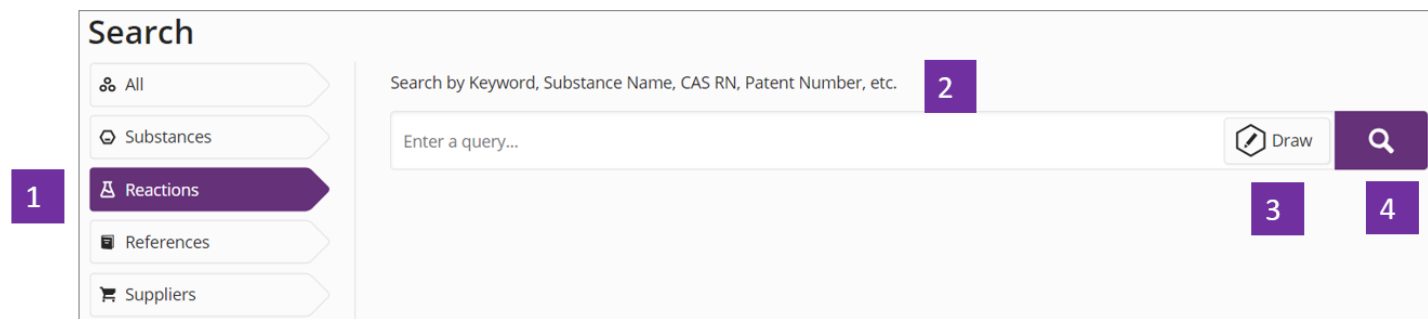 Search
All
Substances
1
Reactions
References
Suppliers
Search by Keyword, Substance Name, CAS RN, Patent Number, etc.
2
Enter a query...
Draw
3
4